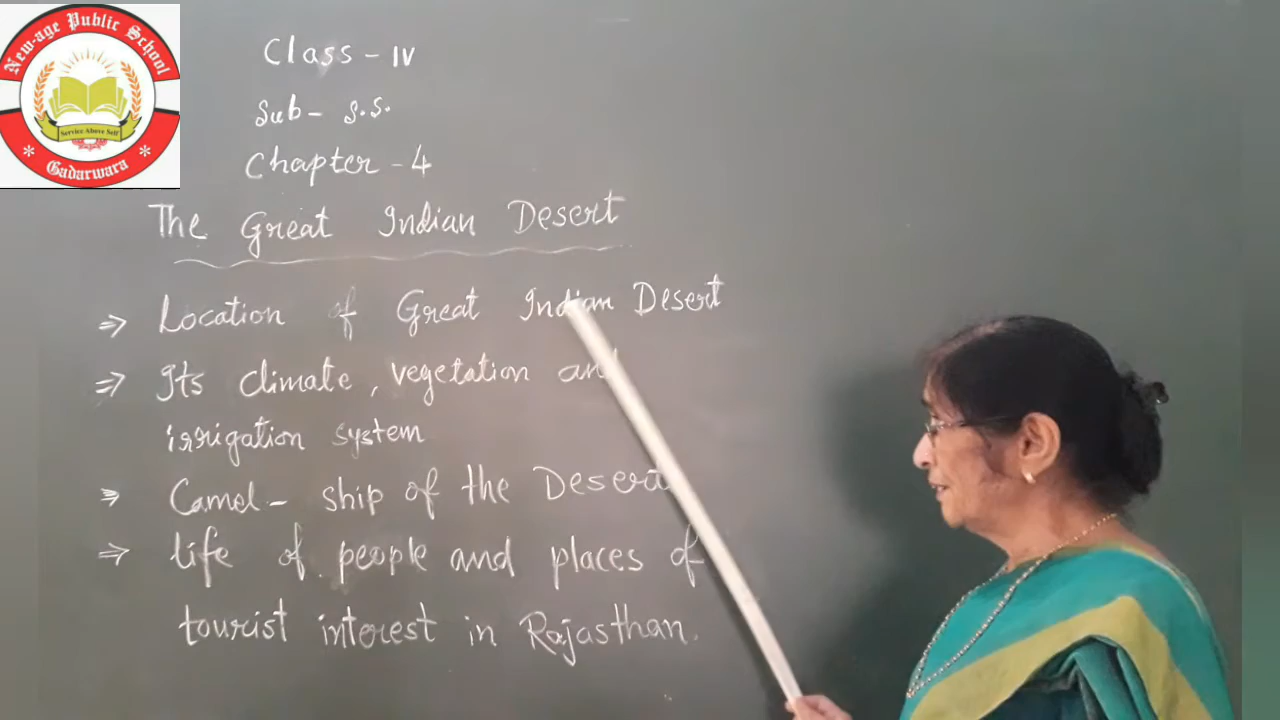 New-age Public School
Service Above Self
Gadarwara
Class - IV
Sub - S.S.
Chapter - 4
The Great Indian Desert
⇒ Location of Great Indian Desert
⇒ Its climate, vegetation and
irrigation system
⇒ Camel - ship of the Desert
⇒ life of people and places of
tourist interest in Rajasthan.